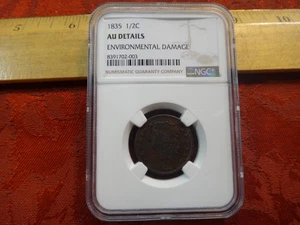 1835 1/2C
AU DETAILS
ENVIRONMENTAL DAMAGE
8391702-003
NUMISMATIC GUARANTY COMPANY
NGC